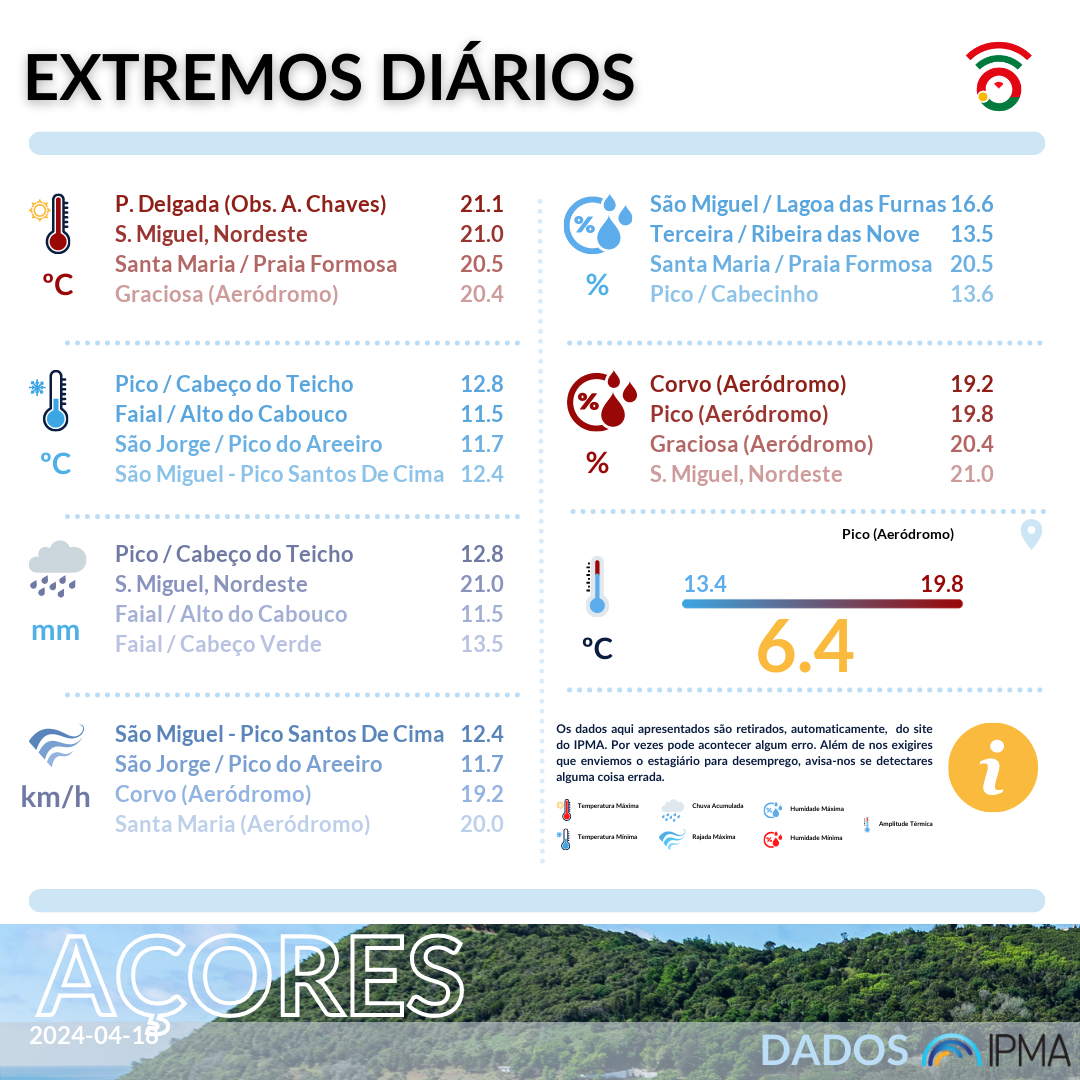 EXTREMOS DIÁRIOS
P. Delgada (Obs. A. Chaves) 21.1
S. Miguel, Nordeste 21.0
Santa Maria / Praia Formosa 20.5
Graciosa (Aeródromo) 20.4
ºC
Pico / Cabeço do Teicho 12.8
Faial / Alto do Cabouco 11.5
São Jorge / Pico do Areeiro 11.7
São Miguel - Pico Santos De Cima 12.4
ºC
Pico / Cabeço do Teicho 12.8
S. Miguel, Nordeste 21.0
Faial / Alto do Cabouco 11.5
Faial / Cabeço Verde 13.5
mm
São Miguel - Pico Santos De Cima 12.4
São Jorge / Pico do Areeiro 11.7
Corvo (Aeródromo) 19.2
Santa Maria (Aeródromo) 20.0
km/h
%
São Miguel / Lagoa das Furnas 16.6
Terceira / Ribeira das Nove 13.5
Santa Maria / Praia Formosa 20.5
Pico / Cabecinho 13.6
%
%
Corvo (Aeródromo) 19.2
Pico (Aeródromo) 19.8
Graciosa (Aeródromo) 20.4
S. Miguel, Nordeste 21.0
%
Pico (Aeródromo)
13.4 19.8
6.4
ºC
Os dados aqui apresentados são retirados, automaticamente, do site
do IPMA. Por vezes pode acontecer algum erro. Além de nos exigires
que enviemos o estagiário para desemprego, avisa-nos se detectares
alguma coisa errada.
i
Temperatura Máxima
Chuva Acumulada
Humidade Máxima
Amplitude Térmica
Temperatura Mínima
Rajada Máxima
Humidade Mínima
AÇORES
2024-04-18
DADOS IPMA